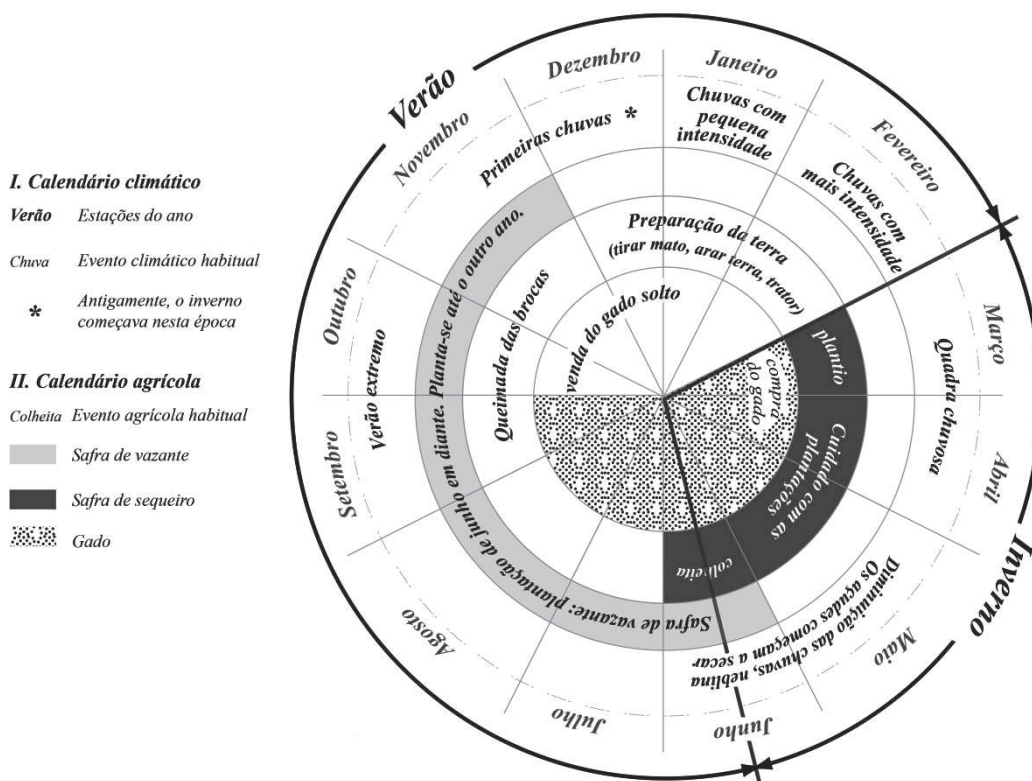 I. Calendário climático
Verão Estações do ano
Chuva Evento climático habitual
* Antigamente, o inverno
começava nesta época
II. Calendário agrícola
Colheita Evento agrícola habitual
Safra de vazante
Safra de sequeiro
Gado
Verão
Inverno
Janeiro
Fevereiro
Março
Abril
Maio
Junho
Julho
Agosto
Setembro
Outubro
Novembro
Dezembro
Primeiras chuvas *
Chuvas com
pequena
intensidade
Chuvas com
mais intensidade
Quadra chuvosa
Diminuição das chuvas, neblina
Os açudes começam a secar
Verão extremo
Safra de vazante: plantação de junho em diante. Planta-se até o outro ano.
Queimada das brocas
Preparação da terra
(tirar mato, arar terra, trator)
plantio
Cuidado com as
plantações
colheita
venda do gado solto
compra
do gado